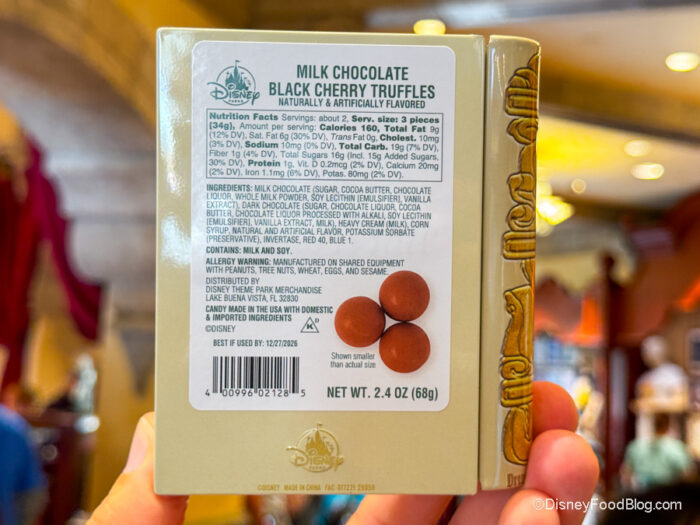 Disney
PARKS
MILK CHOCOLATE
BLACK CHERRY TRUFFLES
NATURALLY & ARTIFICIALLY FLAVORED
Nutrition Facts Servings: about 2, Serv. size: 3 pieces
(34g), Amount per serving: Calories 160, Total Fat 9g
(12% DV), Sat. Fat 6g (30% DV), Trans Fat 0g, Cholest. 10mg
(3% DV), Sodium 10mg (0% DV), Total Carb. 19g (7% DV),
Fiber 1g (4% DV), Total Sugars 16g (incl. 15g Added Sugars,
30% DV), Protein 1g, Vit. D 0.2mcg (2% DV), Calcium 20mg
(2% DV), Iron 1.1mg (6% DV), Potas. 80mg (2% DV).
INGREDIENTS: MILK CHOCOLATE (SUGAR, COCOA BUTTER, CHOCOLATE
LIQUOR, WHOLE MILK POWDER, SOY LECITHIN [EMULSIFIER], VANILLA
EXTRACT), DARK CHOCOLATE (SUGAR, CHOCOLATE LIQUOR, COCOA
BUTTER, CHOCOLATE LIQUOR PROCESSED WITH ALKALI, SOY LECITHIN
[EMULSIFIER], VANILLA EXTRACT, MILK), HEAVY CREAM (MILK), CORN
SYRUP, NATURAL AND ARTIFICIAL FLAVOR, POTASSIUM SORBATE
(PRESERVATIVE), INVERTASE, RED 40, BLUE 1.
CONTAINS: MILK AND SOY.
ALLERGY WARNING: MANUFACTURED ON SHARED EQUIPMENT
WITH PEANUTS, TREE NUTS, WHEAT, EGGS, AND SESAME.
DISTRIBUTED BY
DISNEY THEME PARK MERCHANDISE
LAKE BUENA VISTA, FL 32830
CANDY MADE IN THE USA WITH DOMESTIC
& IMPORTED INGREDIENTS
©DISNEY
K D
BEST IF USED BY: 12/27/2026
4 00996 02128 5
Shown smaller
than actual size
NET WT. 2.4 OZ (68g)
Disney
PARKS
©DISNEY MADE IN CHINA
©DisneyFoodBlog.com